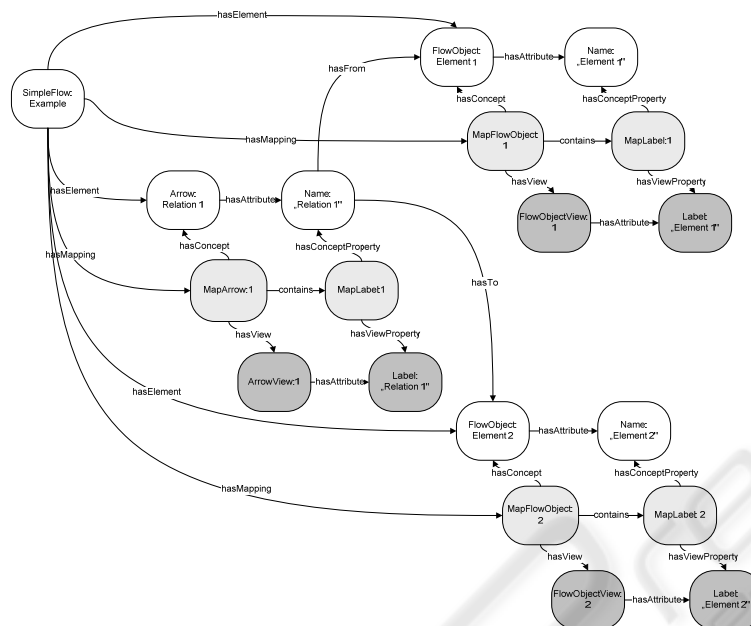 hasElement
FlowObject:
Element 1
hasAttribute
Name:
„Element 1"
SimpleFlow:
Example
hasFrom
hasConcept
hasConceptProperty
hasMapping
MapFlowObject:
1
contains
MapLabel:1
hasElement
Arrow:
Relation 1
hasAttribute
Name:
„Relation 1"
hasView
hasViewProperty
FlowObjectView:
1
hasAttribute
Label:
„Element 1"
hasConcept
hasConceptProperty
hasMapping
MapArrow:1
contains
MapLabel:1
hasTo
hasView
hasViewProperty
ArrowView:1
hasAttribute
Label:
„Relation 1"
hasElement
FlowObject:
Element 2
hasAttribute
Name:
„Element 2"
hasConcept
hasConceptProperty
hasMapping
MapFlowObject:
2
contains
MapLabel: 2
hasView
hasViewProperty
FlowObjectView:
2
hasAttribute
Label:
„Element 2"